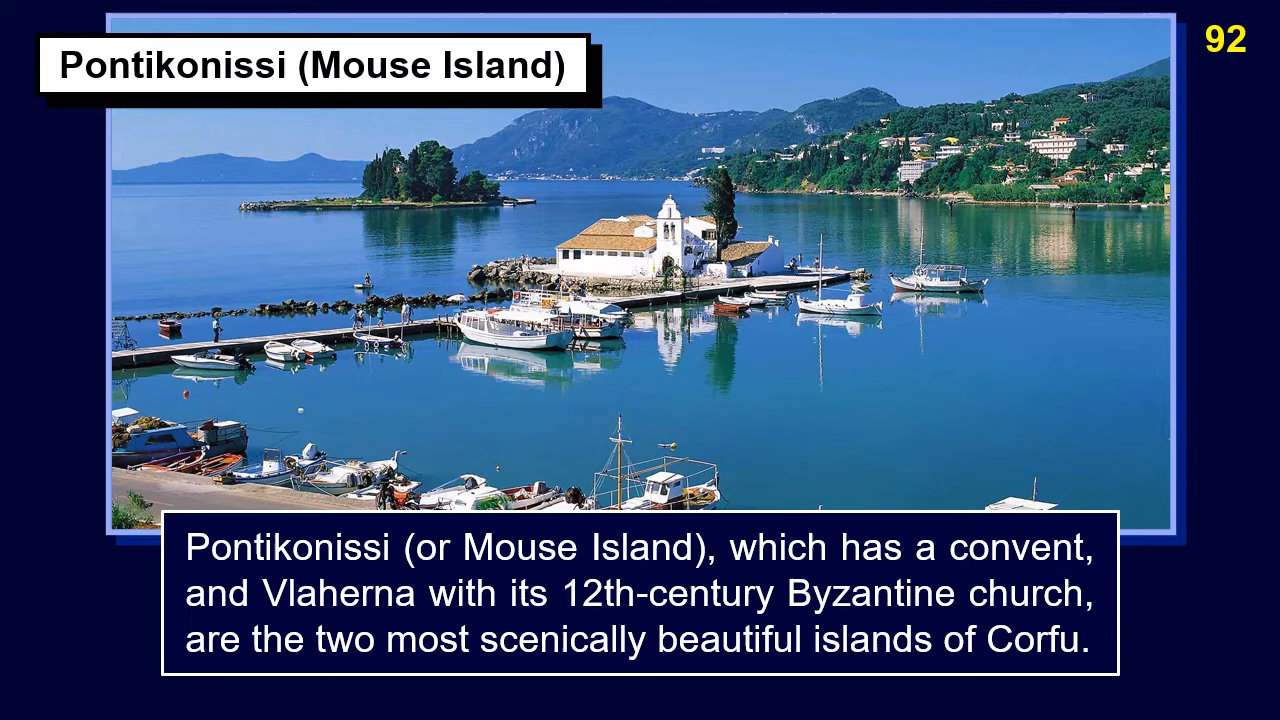 Pontikonissi (Mouse Island)
92
Pontikonissi (or Mouse Island), which has a convent,
and Vlaherna with its 12th-century Byzantine church,
are the two most scenically beautiful islands of Corfu.